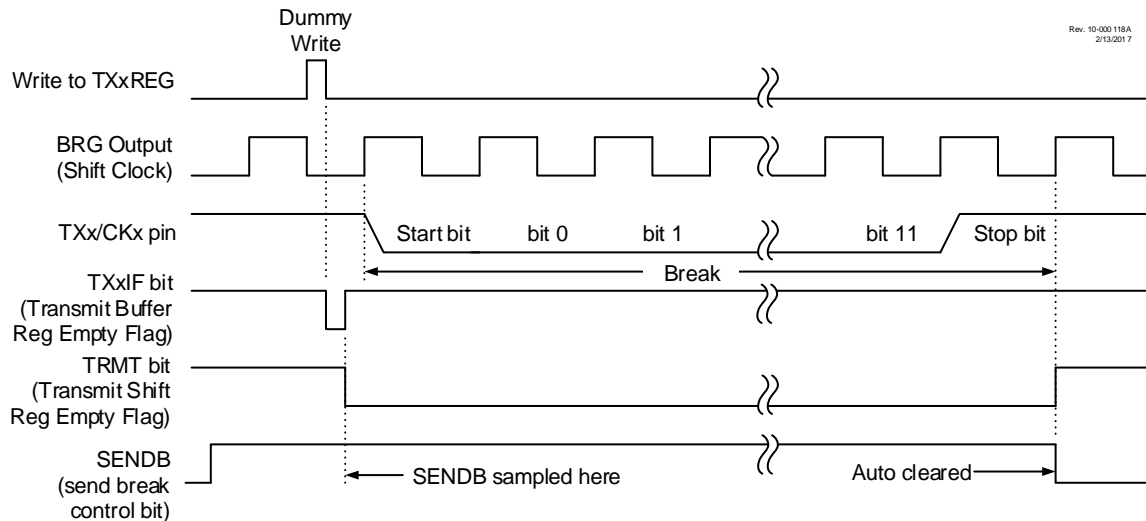 Rev. 10-000 118A
2/13/201 7
Dummy
Write
Write to TXxREG
BRG Output
(Shift Clock)
TXx/CKx pin
Start bit
bit 0
bit 1
bit 11
Stop bit
Break
TXxIF bit
(Transmit Buffer
Reg Empty Flag)
TRMT bit
(Transmit Shift
Reg Empty Flag)
SENDB
(send break
control bit)
SENDB sampled here
Auto cleared